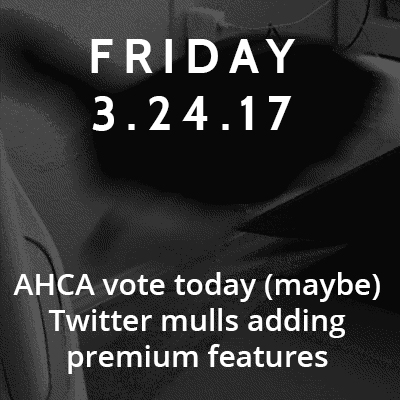 FRIDAY
3.24.17
AHCA vote today (maybe)
Twitter mulls adding
premium features